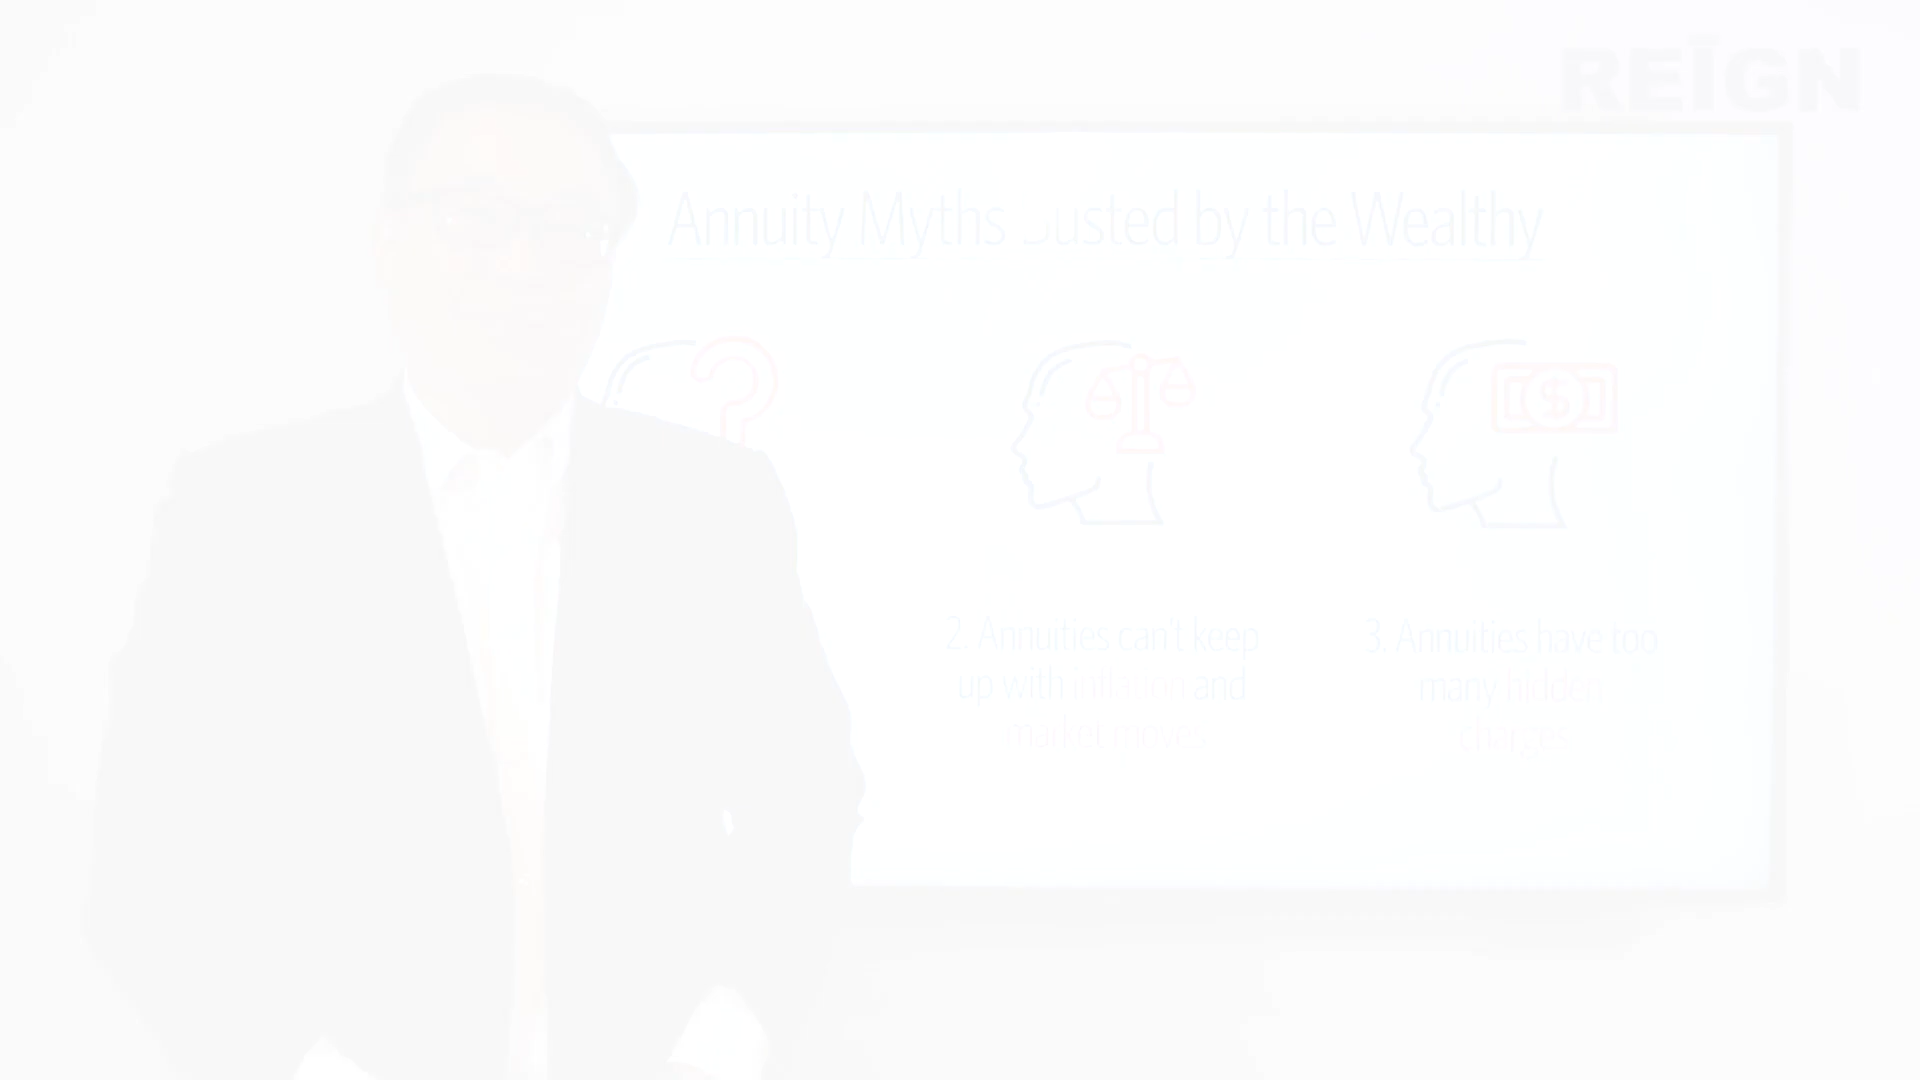 REIGN
Annuity Myths Busted by the Wealthy
2. Annuities can't keep
up with inflation and
market moves
3. Annuities have too
many hidden
charges